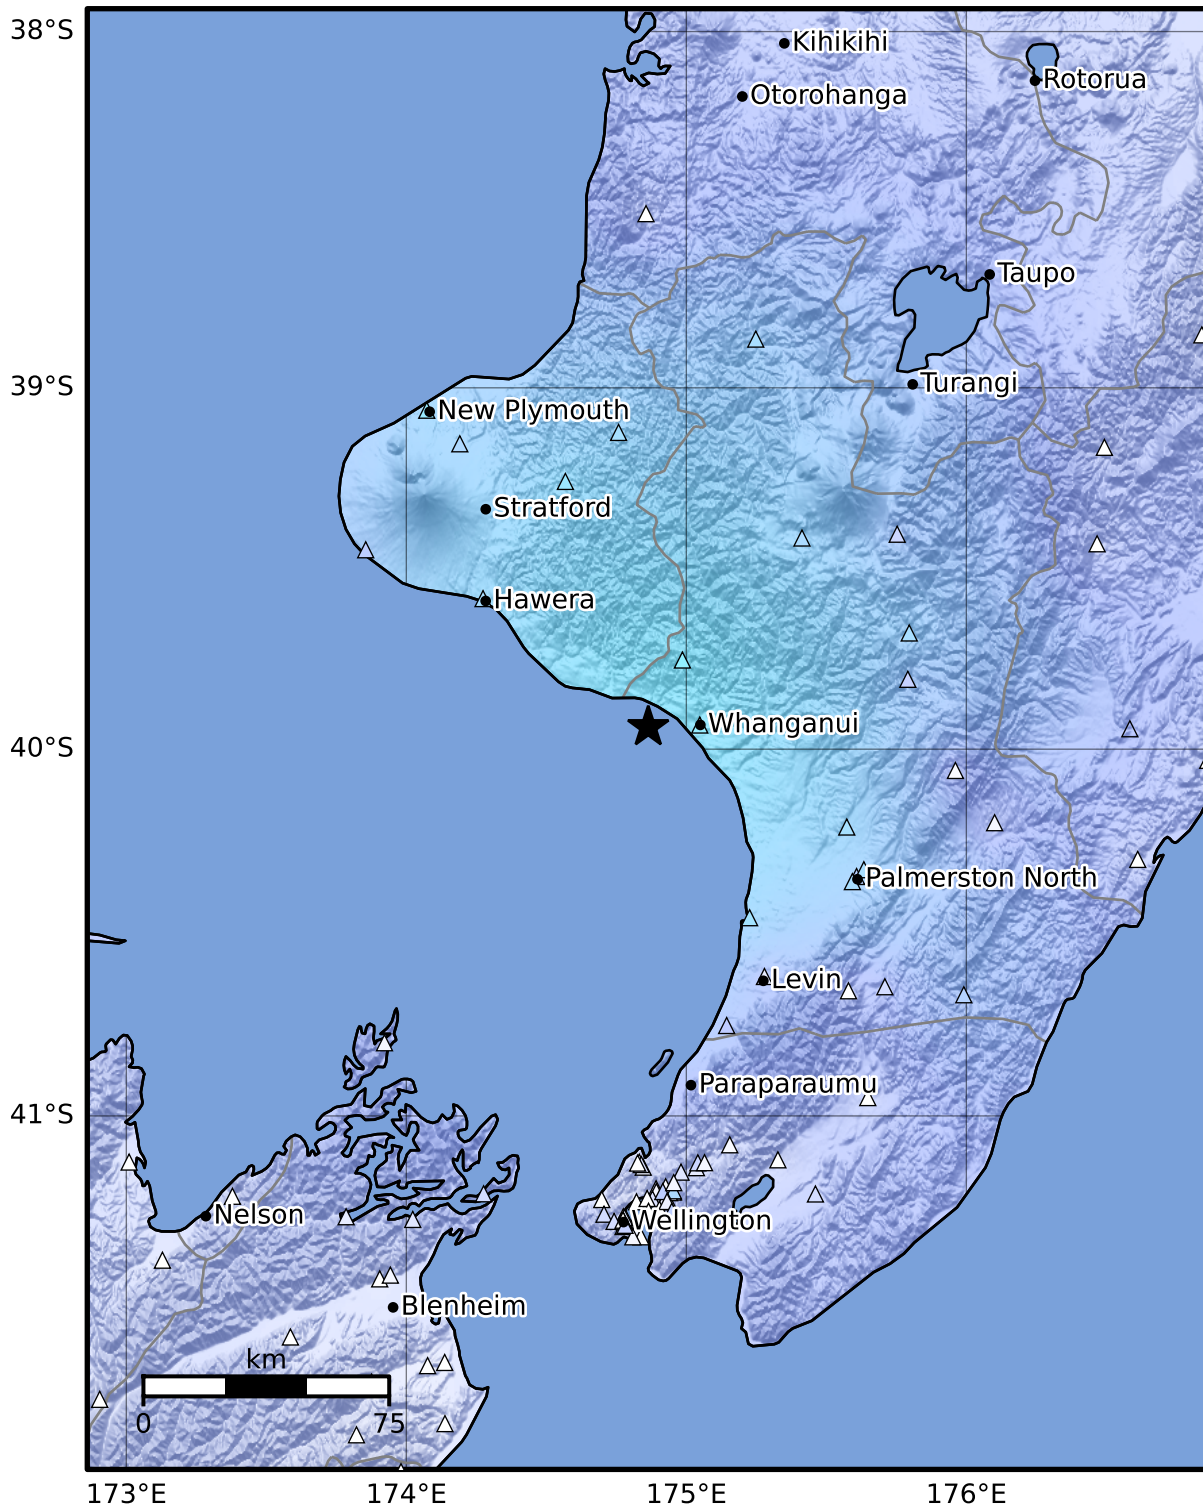 38°S
Kihikihi
Rotorua
Otorohanga
Taupo
39°S
Turangi
New Plymouth
Stratford
Hawera
Whanganui
40°S
Palmerston North
Levin
Paraparaumu
41°S
Nelson
Wellington
Blenheim
km
0 75
173°E 174°E 175°E 176°E